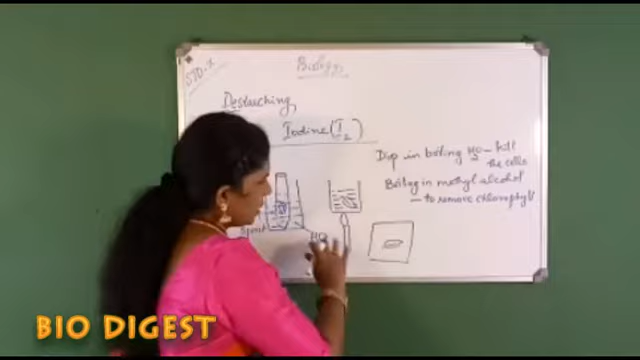 STD-X
Biology
Destarching
Iodine (I2)
Dip in boiling H2O - kill
the cells
Boiling in methyl alcohol
- to remove chlorophyll
Spirit
BIO DIGEST